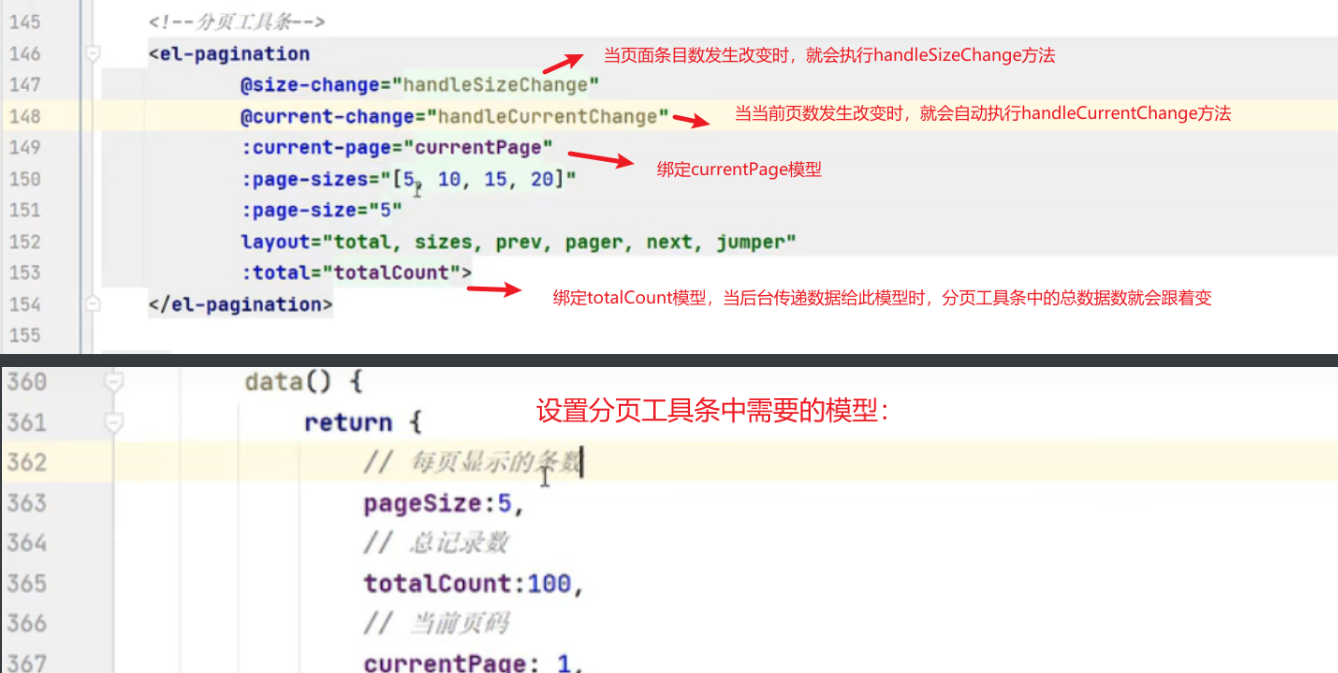 145 <!--分页工具条-->
146 <el-pagination 当页面条目数发生改变时，就会执行handleSizeChange方法
147 @size-change="handleSizeChange"
148 @current-change="handleCurrentChange" 当当前页数发生改变时，就会自动执行handleCurrentChange方法
149 :current-page="currentPage"
绑定currentPage模型
150 :page-sizes="[5, 10, 15, 20]"
151 :page-size="5"
152 layout="total, sizes, prev, pager, next, jumper"
153 :total="totalCount">
绑定totalCount模型，当后台传递数据给此模型时，分页工具条中的总数据数就会跟着变
154 </el-pagination>
155
360 data() {
设置分页工具条中需要的模型：
361 return {
362 // 每页显示的条数
363 pageSize:5,
364 // 总记录数
365 totalCount:100,
366 // 当前页码
367 currentPage: 1,